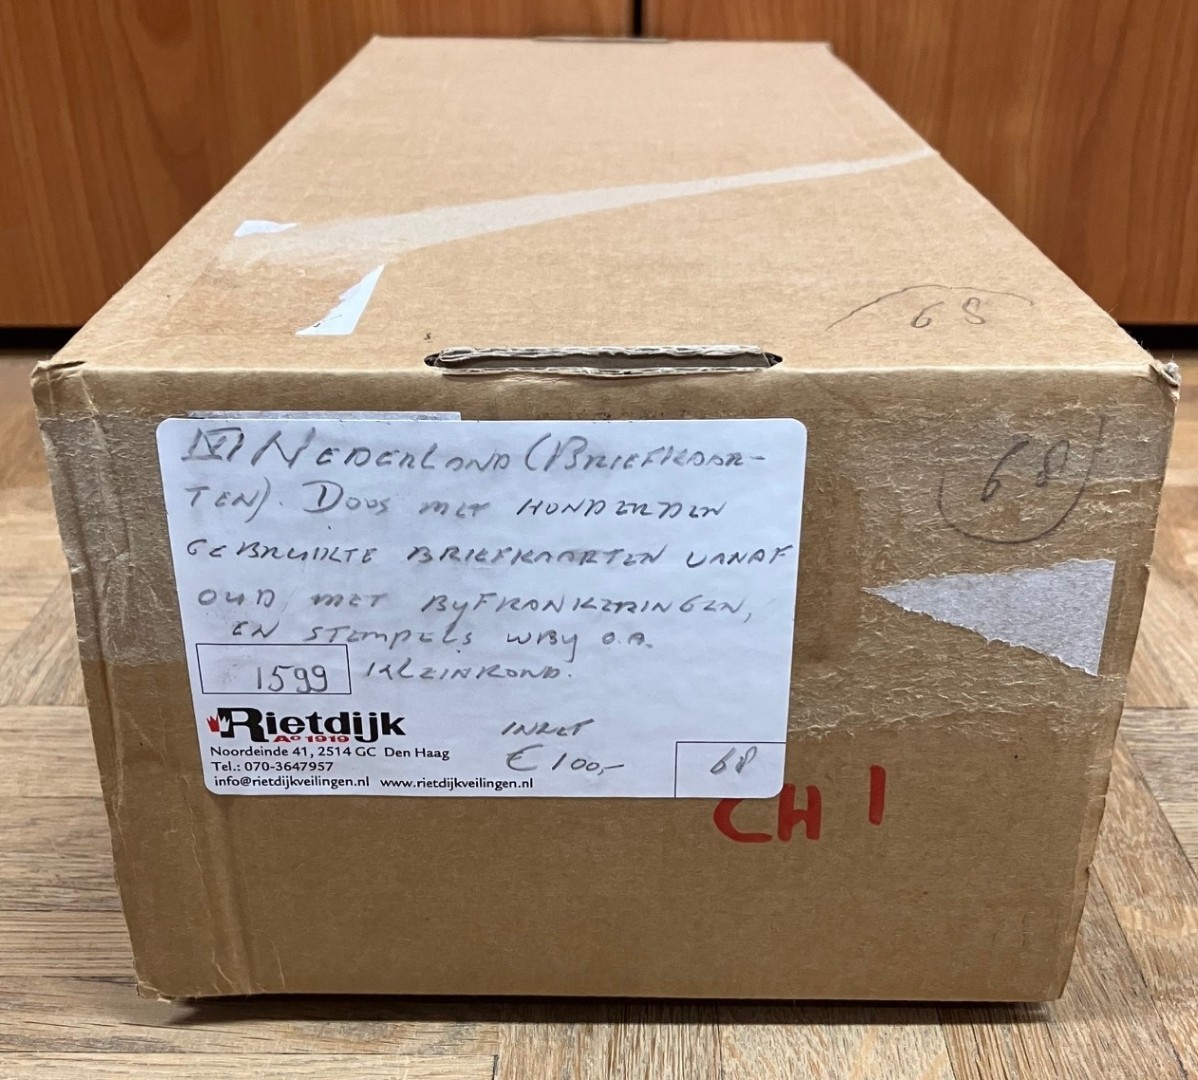 68
68
VI NEDERLAND (BRIEFKAAR-
TEN). DOOS MET HONDERDEN
GEBRUIKTE BRIEFKAARTEN VANAF
OUD, MET BYFRANKERINGEN,
EN STEMPELS WBY O.A.
1599 KLEINROND.
Rietdijk
Aº 1919
INZET
Noordeinde 41, 2514 GC Den Haag
€ 100,-
68
Tel.: 070-3647957
info@rietdijkveilingen.nl www.rietdijkveilingen.nl
CH 1